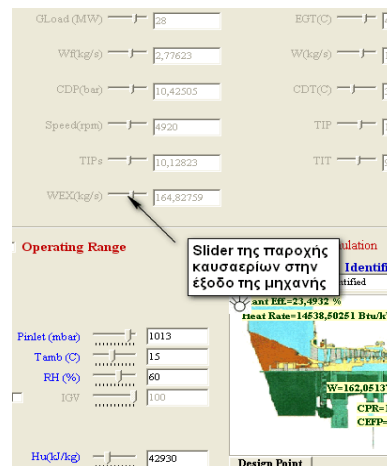 GLoad (MW) 28 EGT(C)
Wf(kg/s) 2,77623 W(kg/s)
CDP(bar) 10,42505 CDT(C)
Speed(rpm) 4920 TIP
TIPs 10,12823 TIT
WEX(kg/s) 164,82759
Operating Range
Slider της παροχής
καυσαερίων στην
έξοδο της μηχανής
Pinlet (mbar) 1013
Tamb (C) 15
RH (%) 60
IGV 100
Hu(kJ/kg) 42930
ant Eff.=23,4932 %
Heat Rate=14538,50251 Btu/k
W=162,0513
CPR=
CEFP=
Design Point